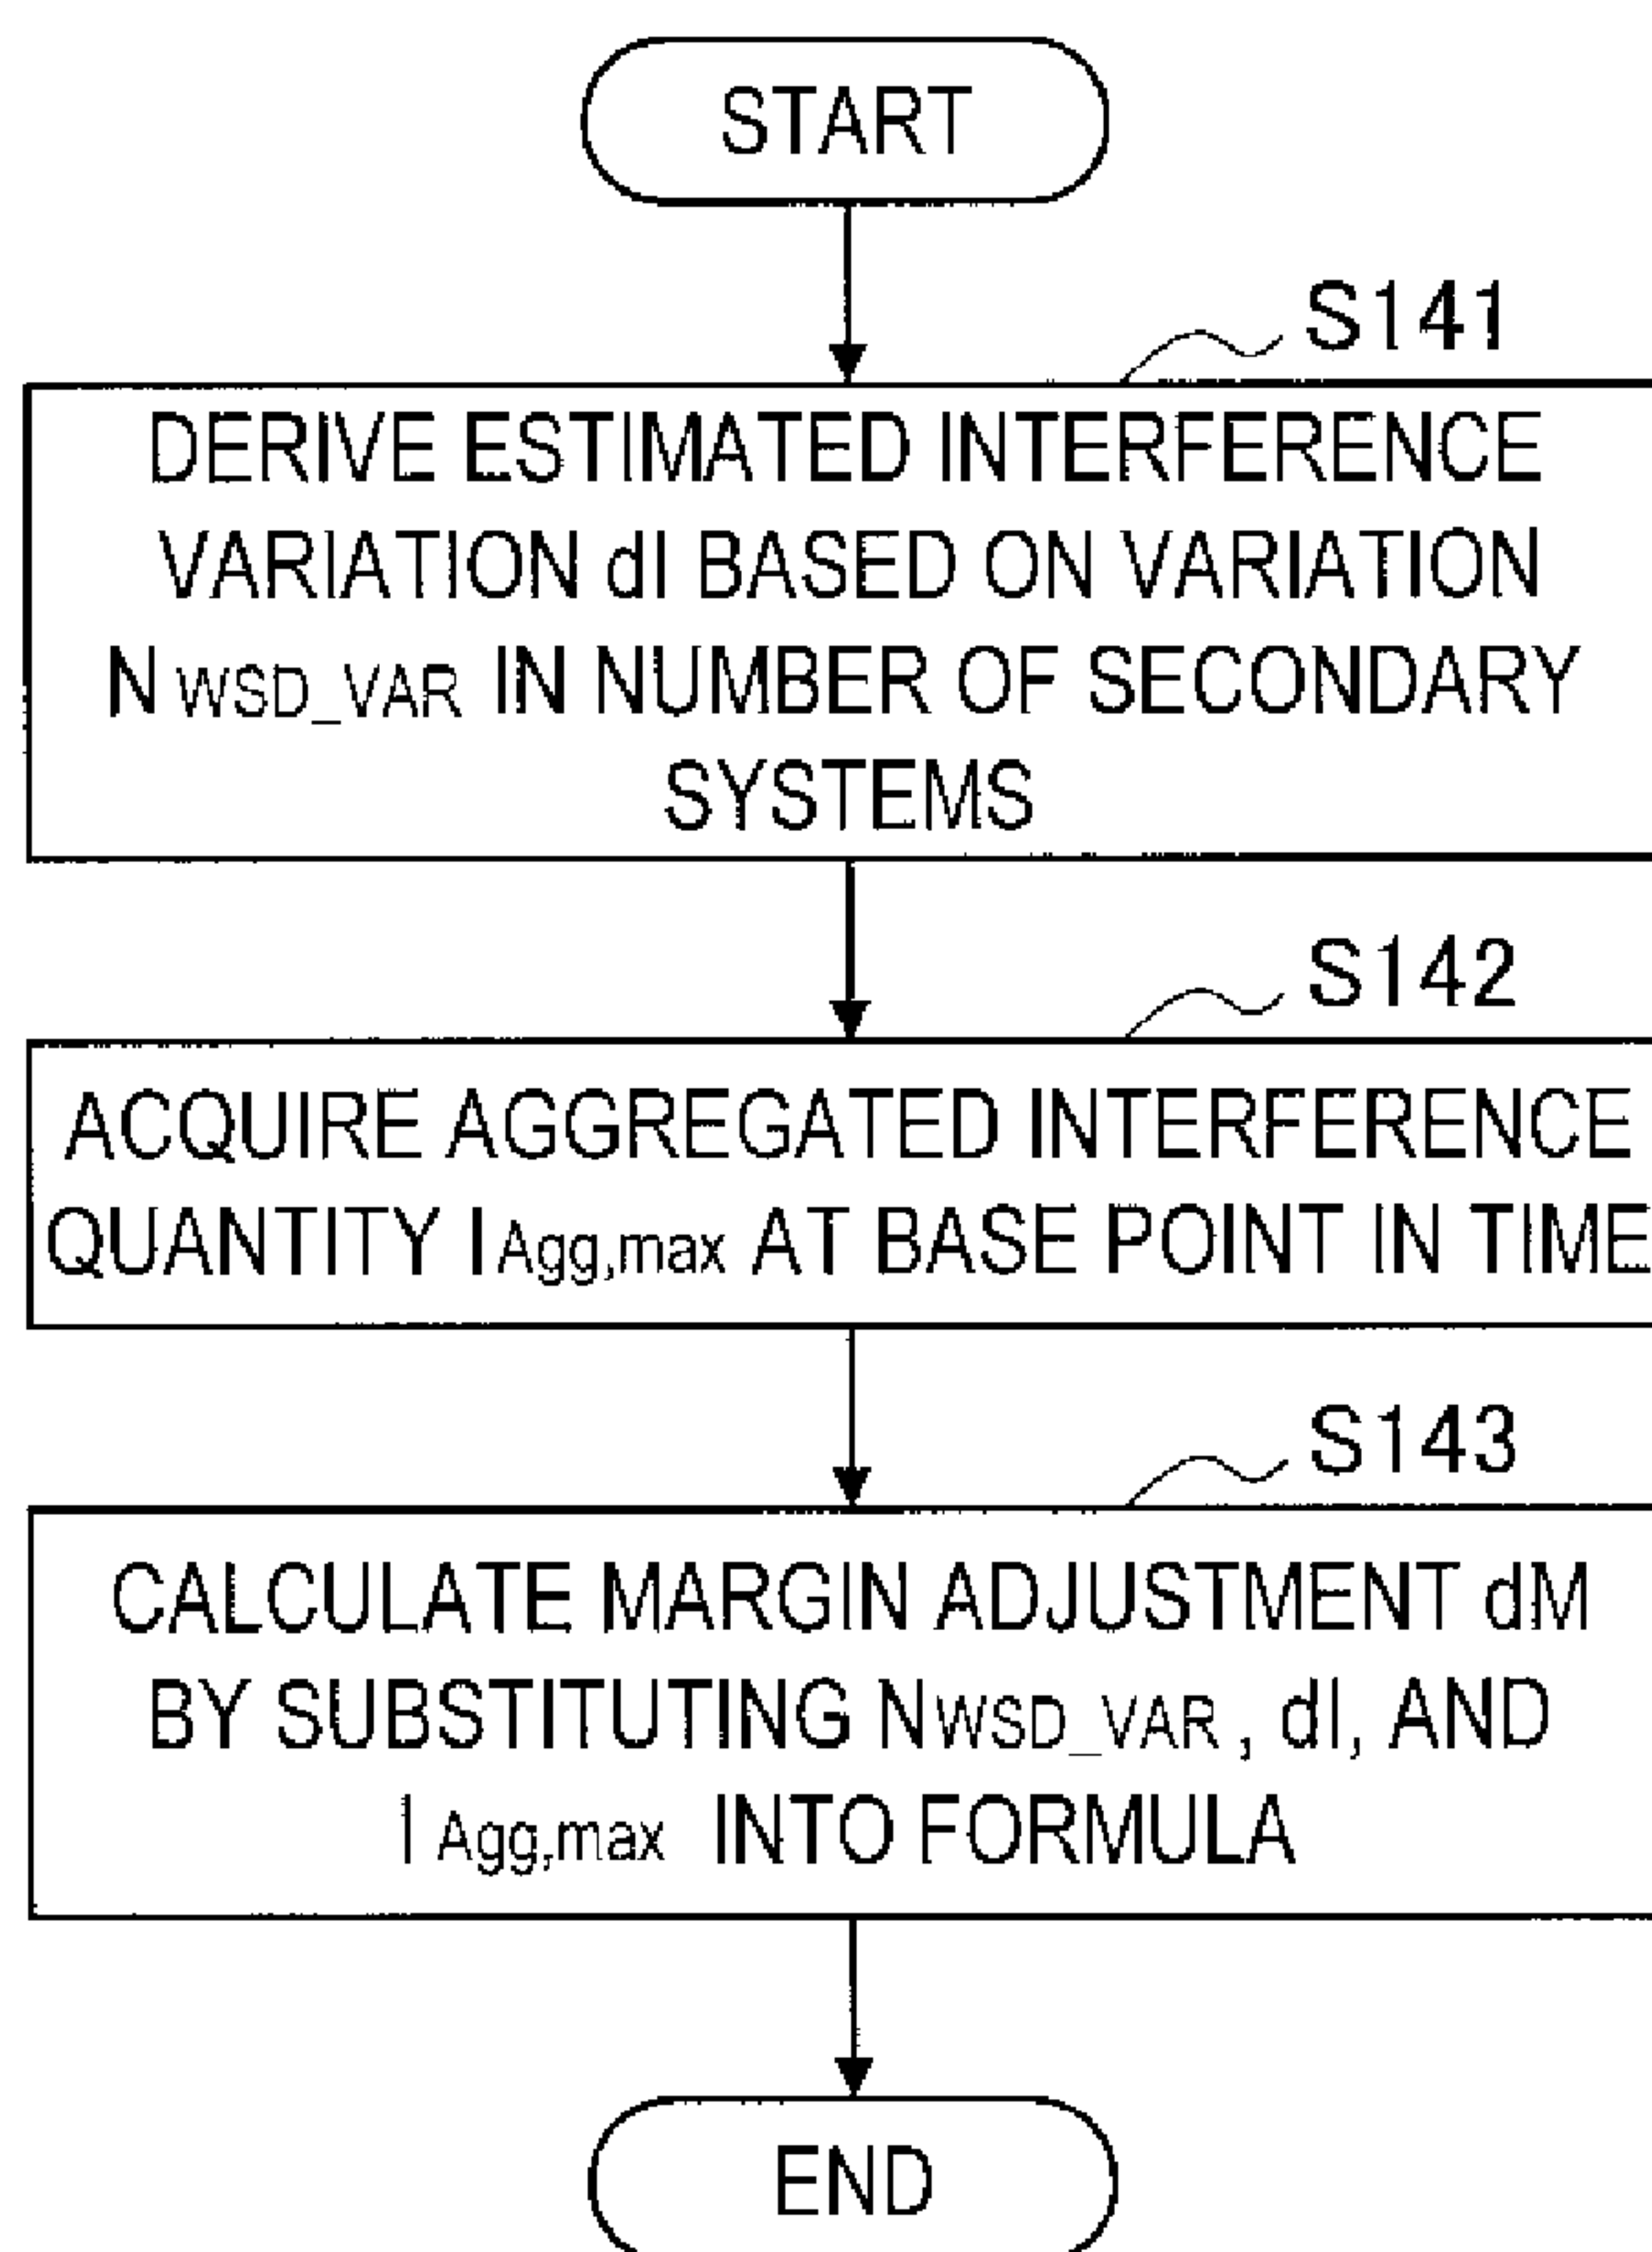 START
S141
DERIVE ESTIMATED INTERFERENCE
VARIATION dI BASED ON VARIATION
N WSD_VAR IN NUMBER OF SECONDARY
SYSTEMS
S142
ACQUIRE AGGREGATED INTERFERENCE
QUANTITY I Agg,max AT BASE POINT IN TIME
S143
CALCULATE MARGIN ADJUSTMENT dM
BY SUBSTITUTING NWSD_VAR, dI, AND
I Agg,max INTO FORMULA
END